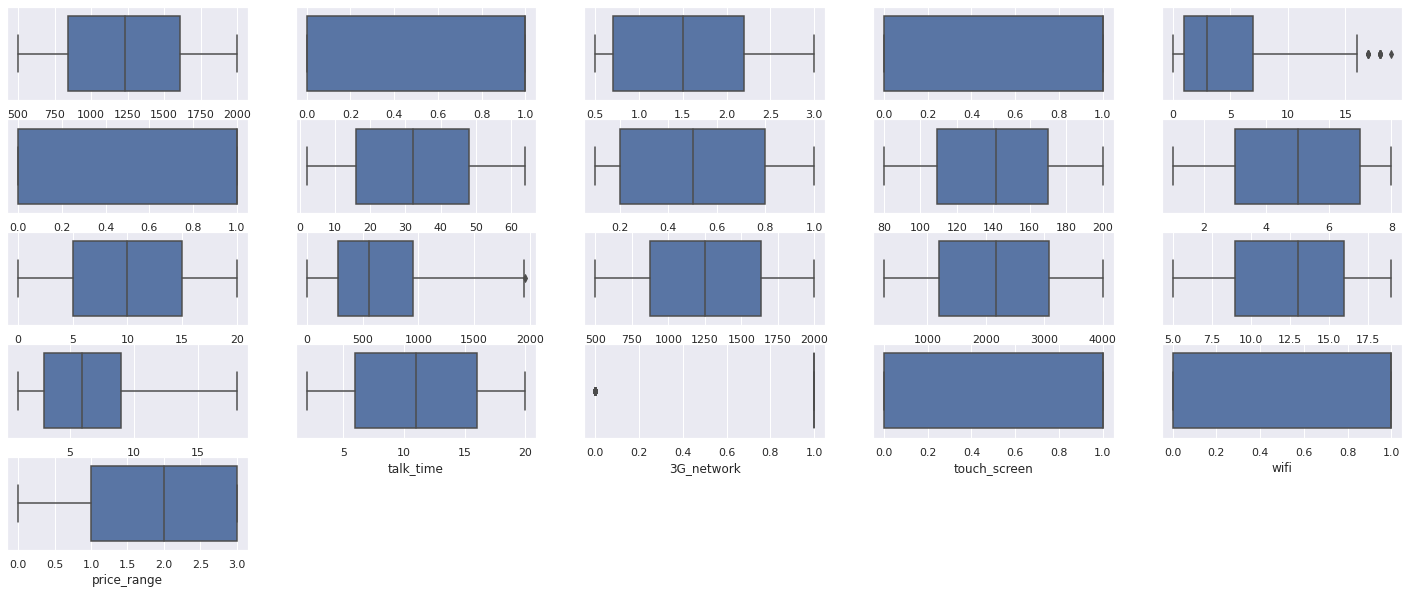 500 750 1000 1250 1500 1750 2000 0.0 0.2 0.4 0.6 0.8 1.0 0.5 1.0 1.5 2.0 2.5 3.0 0.0 0.2 0.4 0.6 0.8 1.0 0 5 10 15
0.0 0.2 0.4 0.6 0.8 1.0 0 10 20 30 40 50 60 0.2 0.4 0.6 0.8 1.0 80 100 120 140 160 180 200 2 4 6 8
0 5 10 15 20 0 500 1000 1500 2000 500 750 1000 1250 1500 1750 2000 1000 2000 3000 4000 5.0 7.5 10.0 12.5 15.0 17.5
5 10 15 5 10 15 20 0.0 0.2 0.4 0.6 0.8 1.0 0.0 0.2 0.4 0.6 0.8 1.0 0.0 0.2 0.4 0.6 0.8 1.0
talk_time 3G_network touch_screen wifi
0.0 0.5 1.0 1.5 2.0 2.5 3.0
price_range